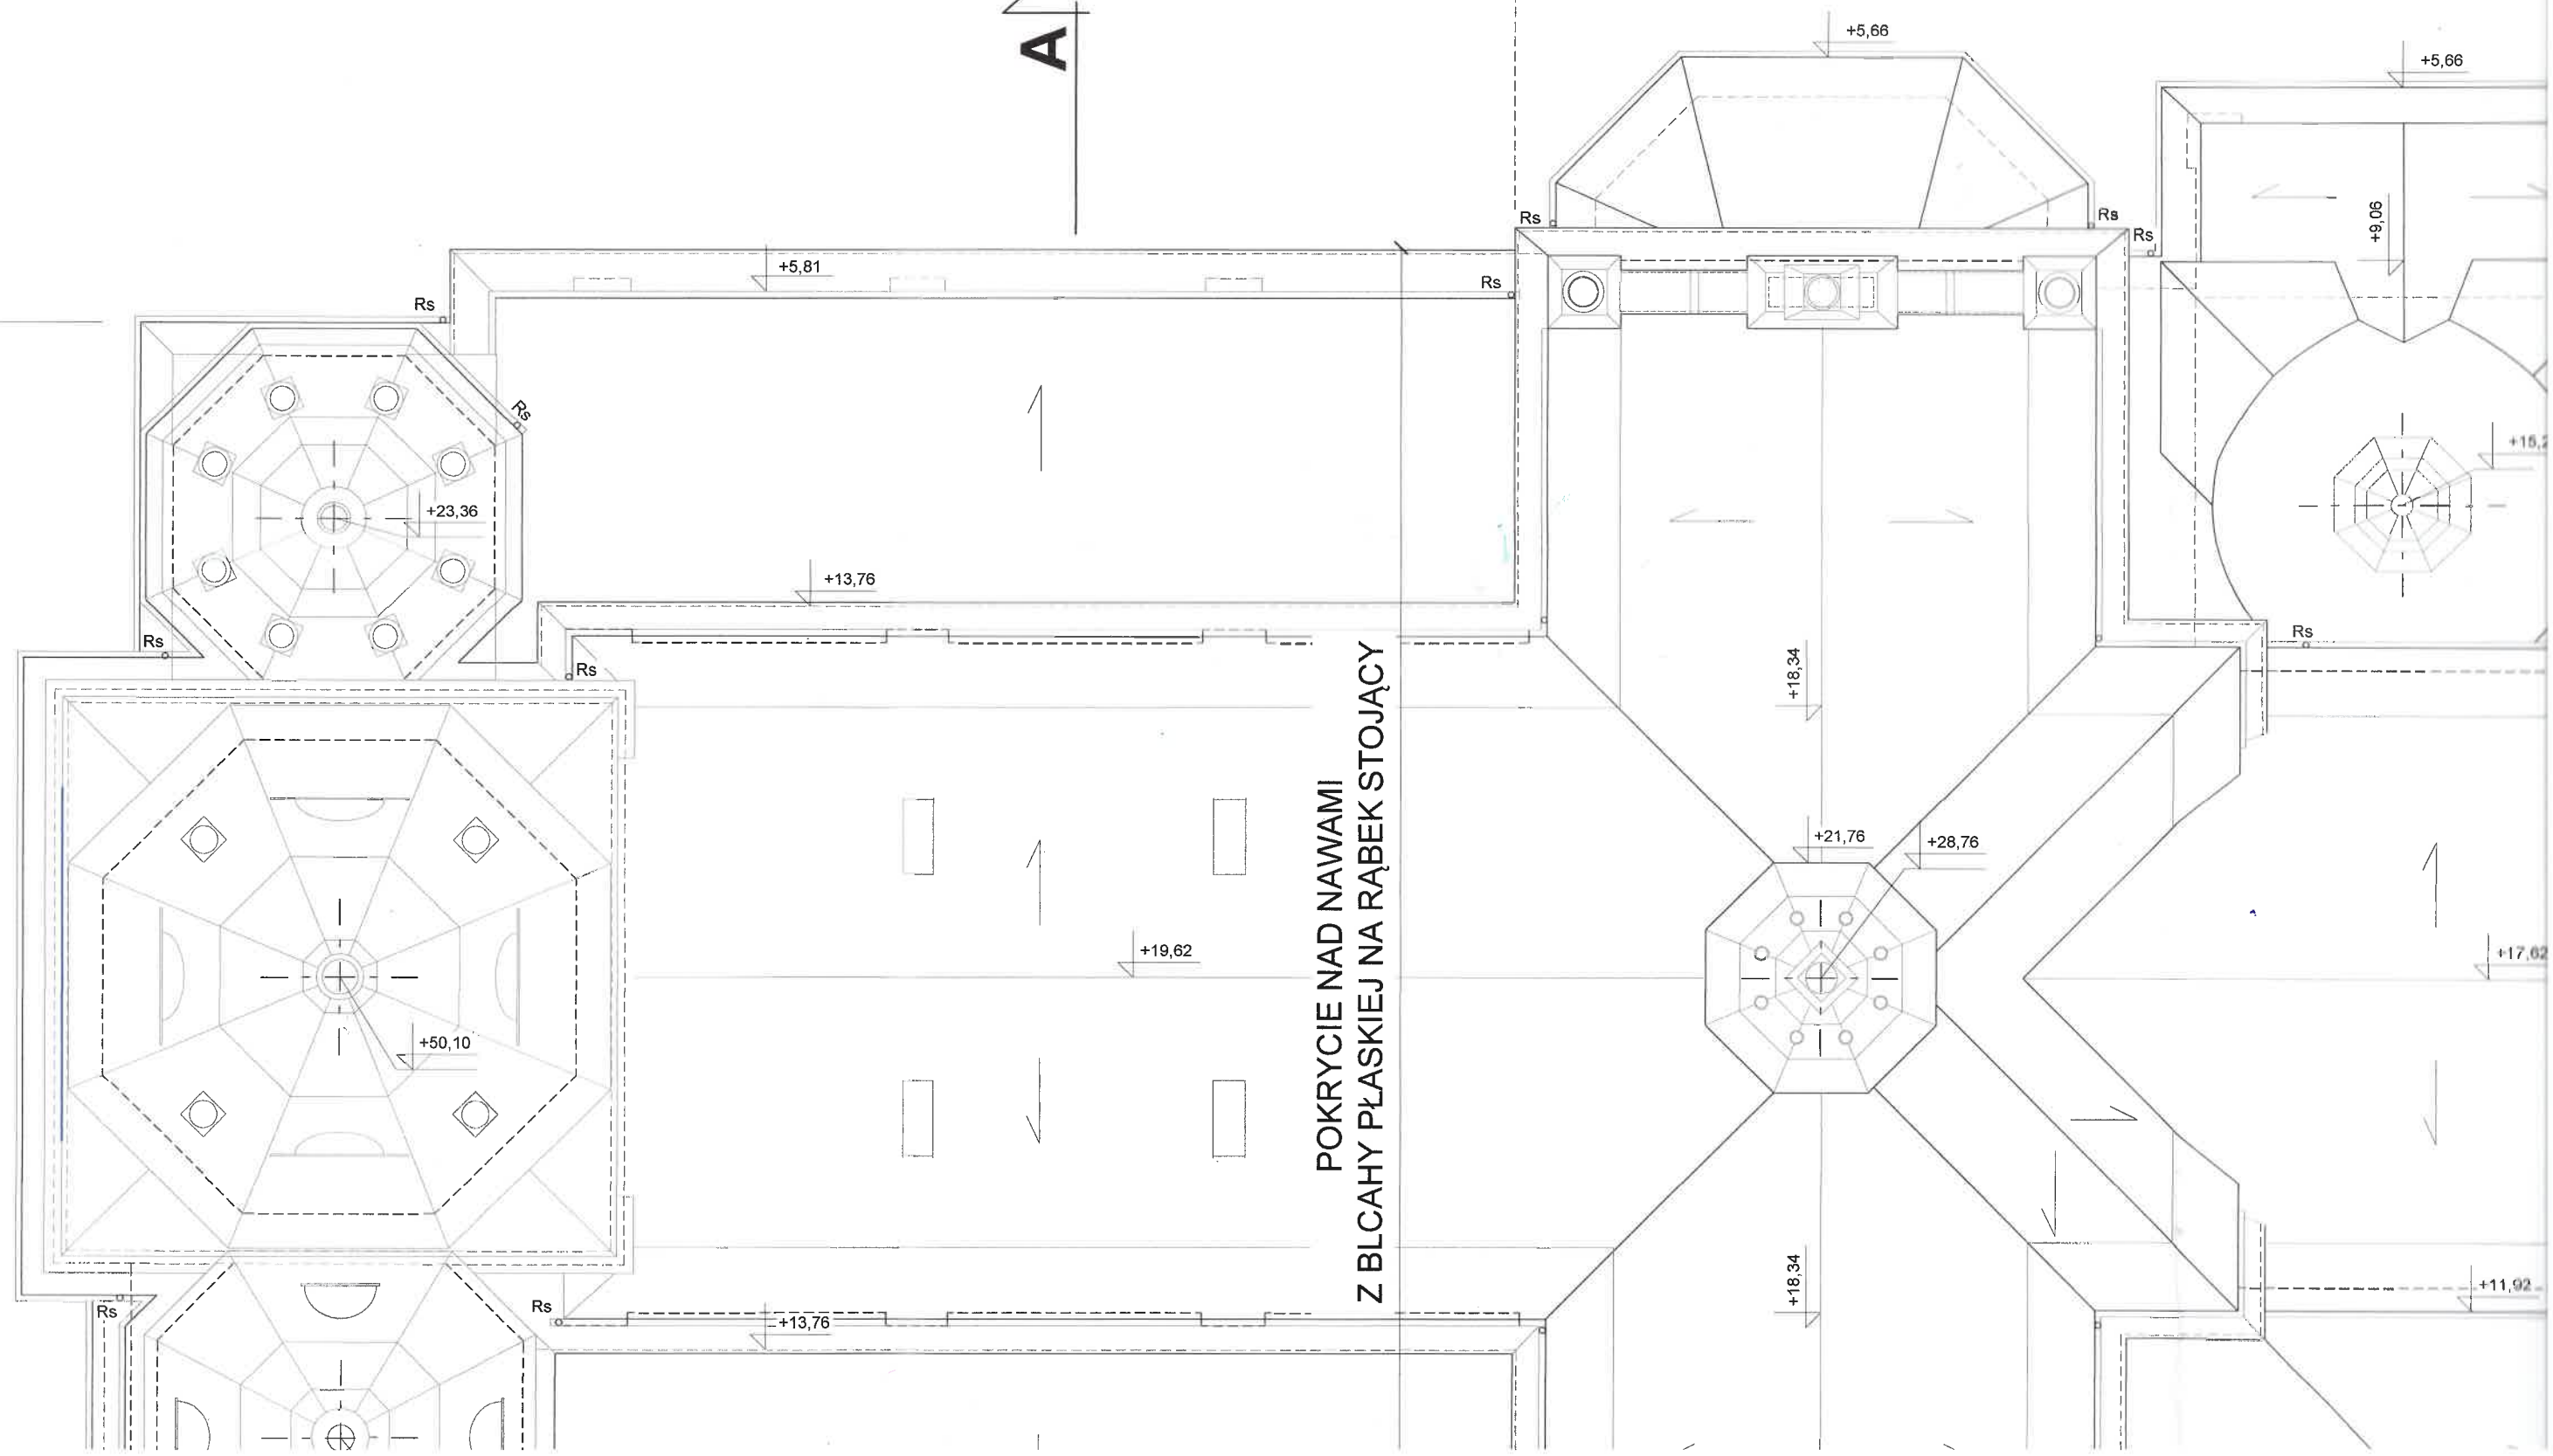 A
+5,66
+5,66
Rs
Rs
Rs
+9,06
+5,81
Rs
Rs
Rs
+15,2
+23,36
+13,76
Rs
Rs
Rs
+18,34
POKRYCIE NAD NAWAMI
Z BLCAHY PŁASKIEJ NA RĄBEK STOJĄCY
+21,76
+28,76
+19,62
+17,62
+50,10
+18,34
+11,92
Rs
Rs
+13,76